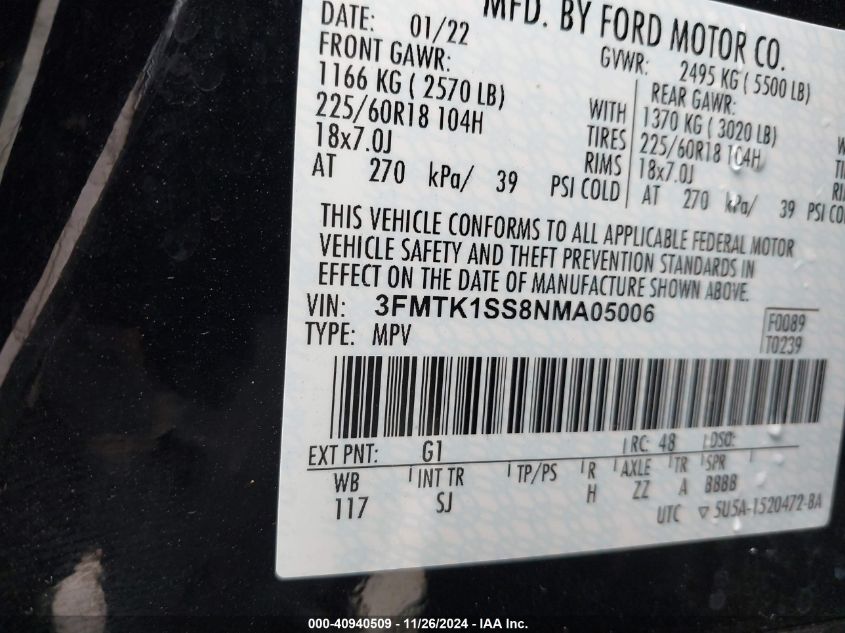 MFD. BY FORD MOTOR CO.
DATE: 01/22 GVWR: 2495 KG ( 5500 LB)
FRONT GAWR: REAR GAWR:
1166 KG ( 2570 LB) WITH 1370 KG ( 3020 LB)
225/60R18 104H TIRES 225/60R18 104H
18x7.0J RIMS 18x7.0J
AT 270 kPa/ 39 PSI COLD AT 270 kPa/ 39 PSI
THIS VEHICLE CONFORMS TO ALL APPLICABLE FEDERAL MOTOR
VEHICLE SAFETY AND THEFT PREVENTION STANDARDS IN
EFFECT ON THE DATE OF MANUFACTURE SHOWN ABOVE.
VIN: 3FMTK1SS8NMA05006
TYPE: MPV
F0089
T0239
EXT PNT: G1 RC: 48 DSO:
WB INT TR TP/PS R AXLE TR SPR
117 SJ H ZZ A BBBB
UTC ▽ 5U5A-1520472-BA
000-40940509 - 11/26/2024 - IAA Inc.